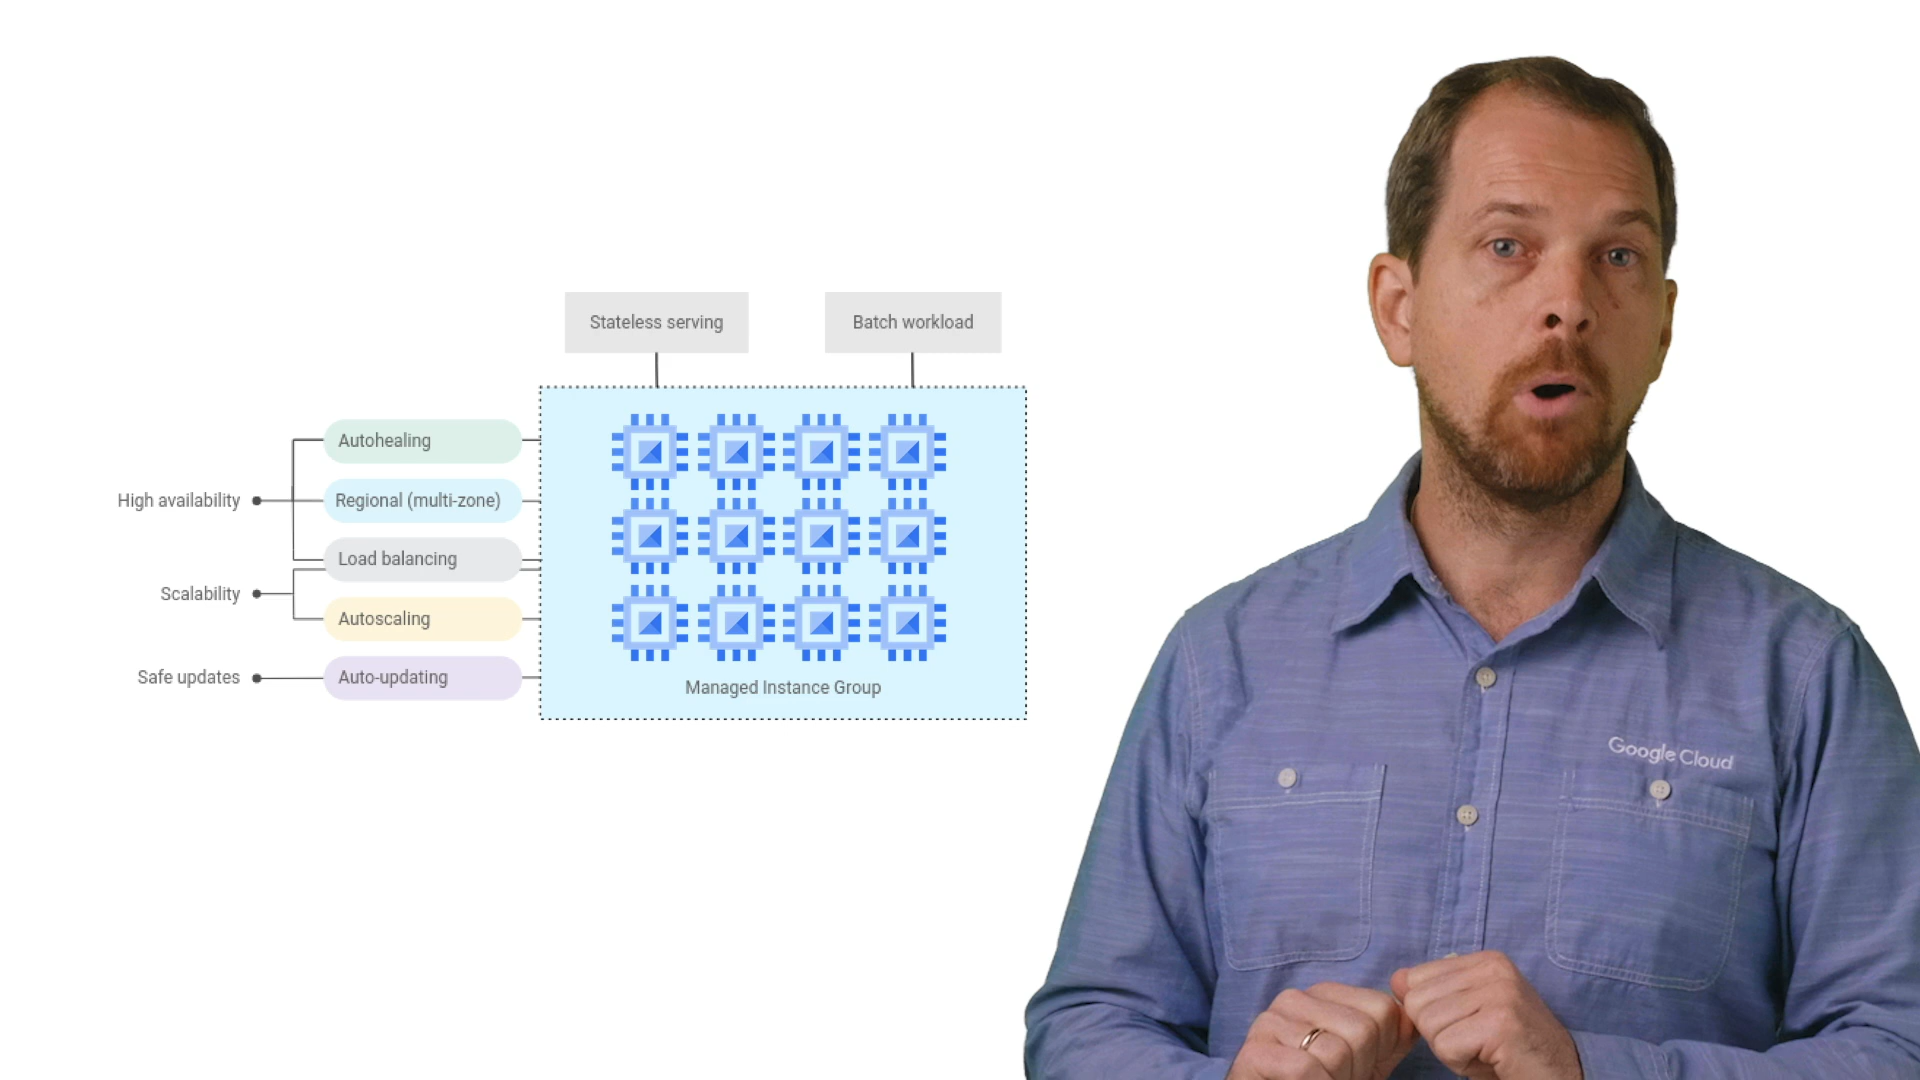 Stateless serving
Batch workload
Autohealing
High availability
Regional (multi-zone)
Load balancing
Scalability
Autoscaling
Safe updates
Auto-updating
Managed Instance Group
Google Cloud